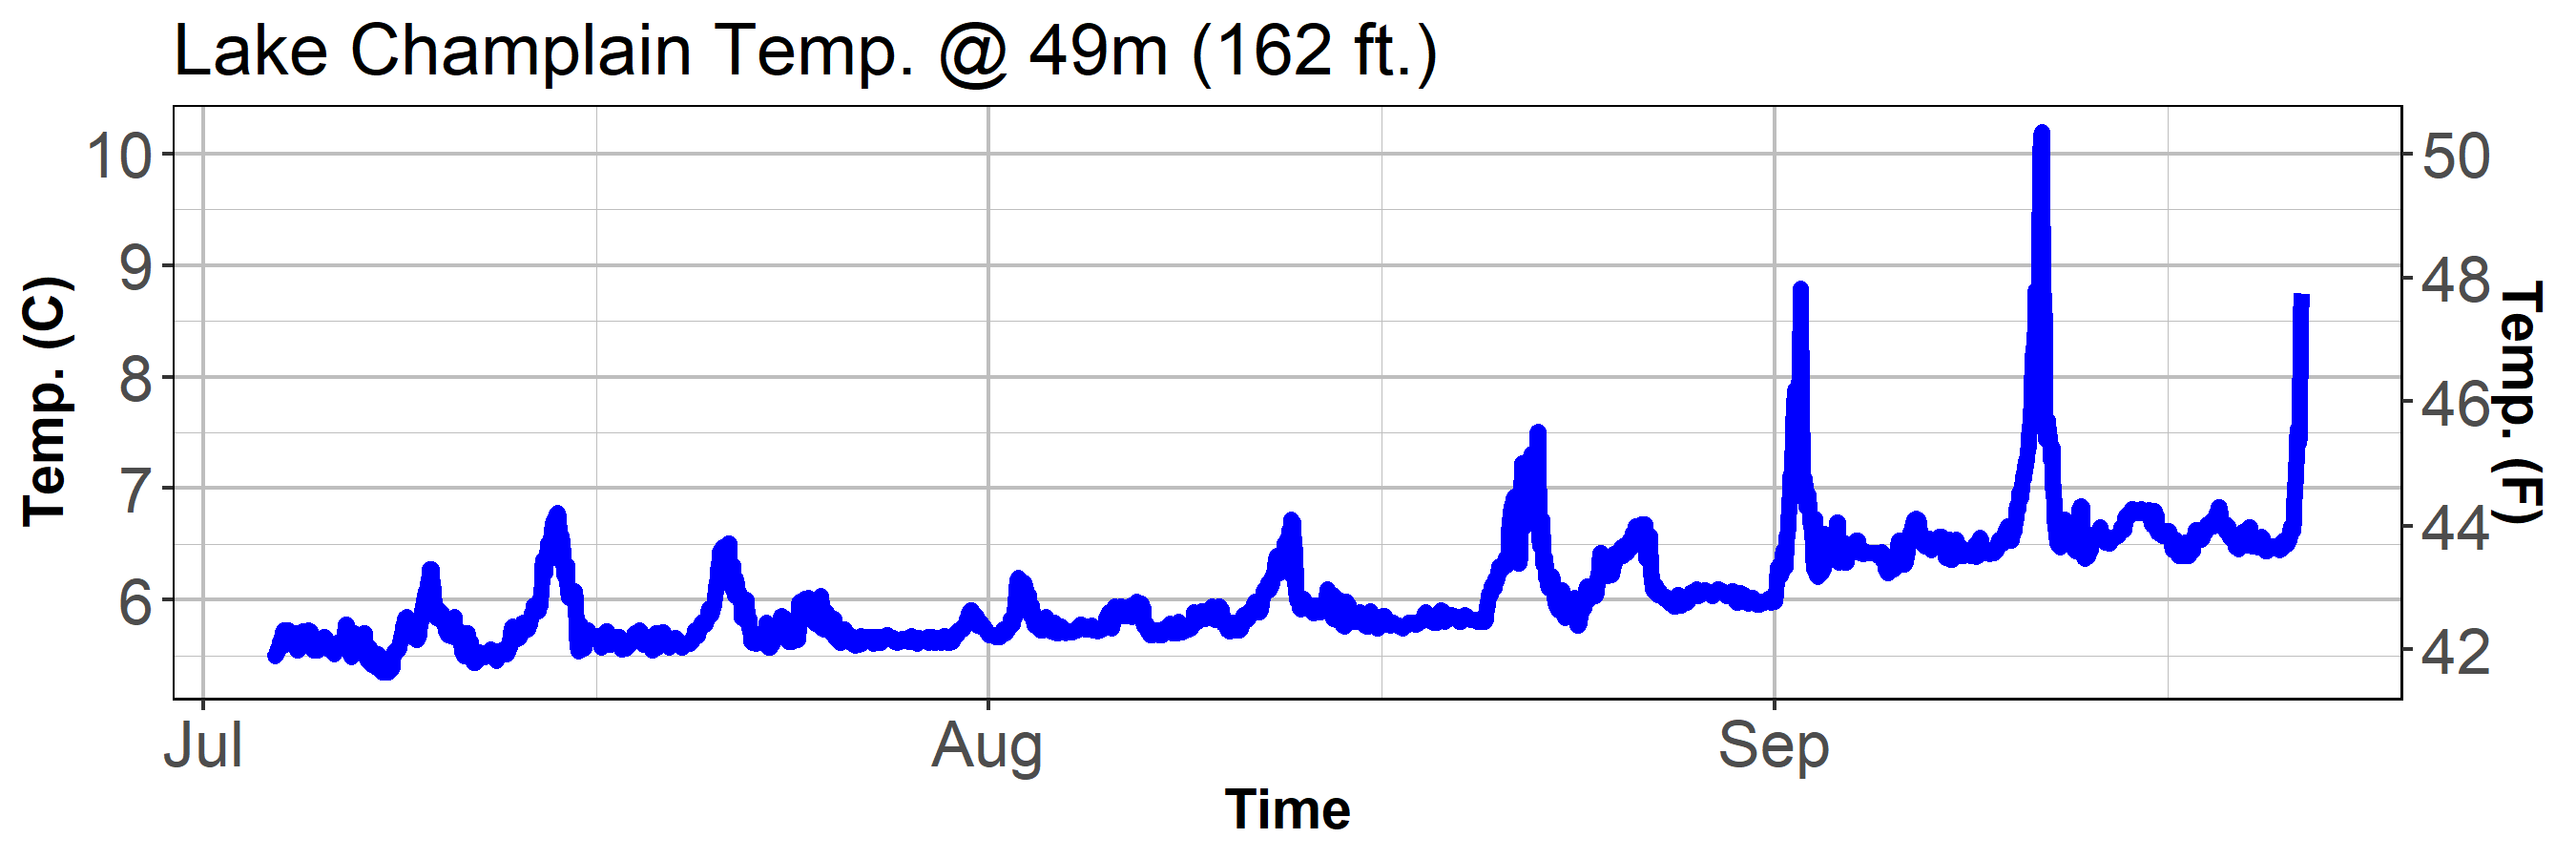 Lake Champlain Temp. @ 49m (162 ft.)
Temp. (C)
10
9
8
7
6
50
48
46
44
42
Temp. (F)
Jul Aug Sep
Time